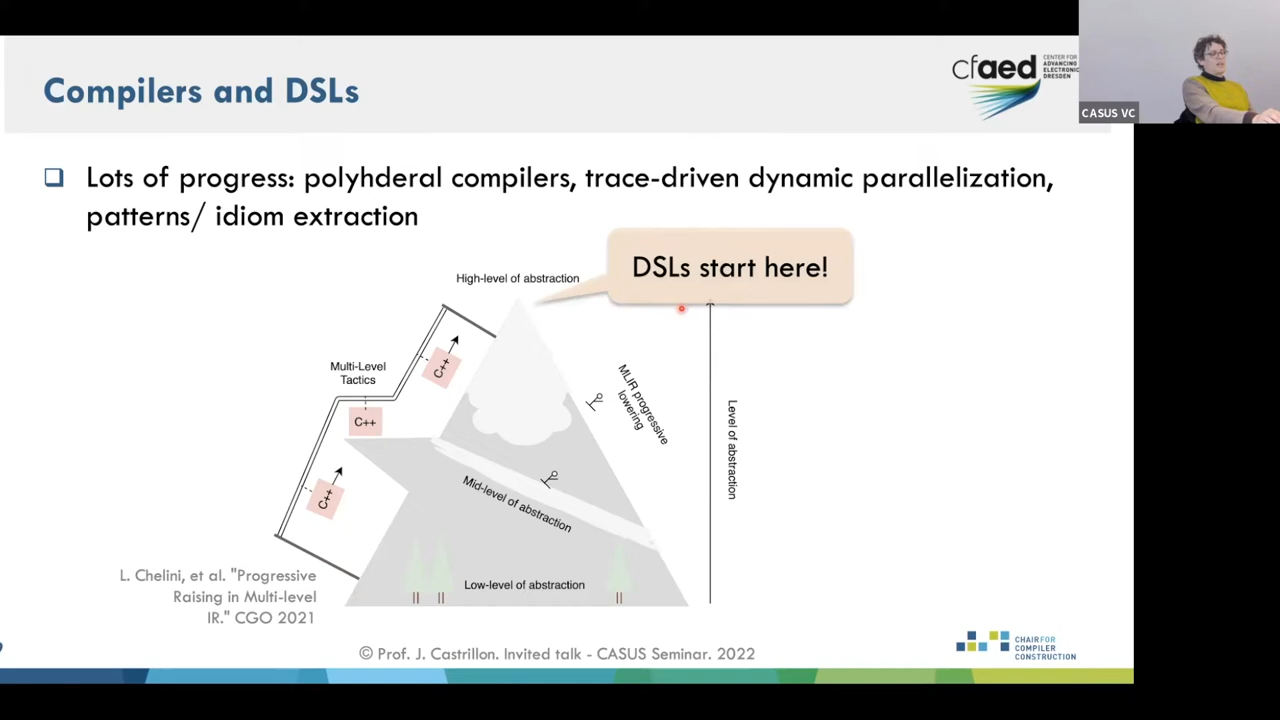 Compilers and DSLs
cfaed
CENTER FOR
ADVANCING
ELECTRONICS
DRESDEN
CASUS VC
❑ Lots of progress: polyhderal compilers, trace-driven dynamic parallelization,
patterns/ idiom extraction
DSLs start here!
High-level of abstraction
Multi-Level
Tactics
C++
C++
C++
MLIR progressive
lowering
Level of abstraction
Mid-level of abstraction
Low-level of abstraction
L. Chelini, et al. "Progressive
Raising in Multi-level
IR." CGO 2021
© Prof. J. Castrillon. Invited talk - CASUS Seminar. 2022
CHAIR FOR
COMPILER
CONSTRUCTION